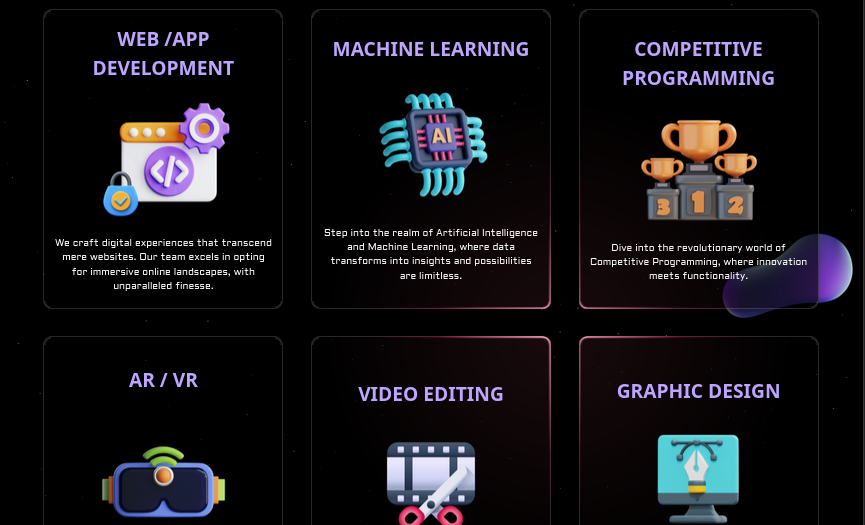 WEB /APP
DEVELOPMENT
We craft digital experiences that transcend
mere websites. Our team excels in opting
for immersive online landscapes, with
unparalleled finesse.
MACHINE LEARNING
AI
Step into the realm of Artificial Intelligence
and Machine Learning, where data
transforms into insights and possibilities
are limitless.
COMPETITIVE
PROGRAMMING
3 1 2
Dive into the revolutionary world of
Competitive Programming, where innovation
meets functionality.
AR / VR
VIDEO EDITING
GRAPHIC DESIGN